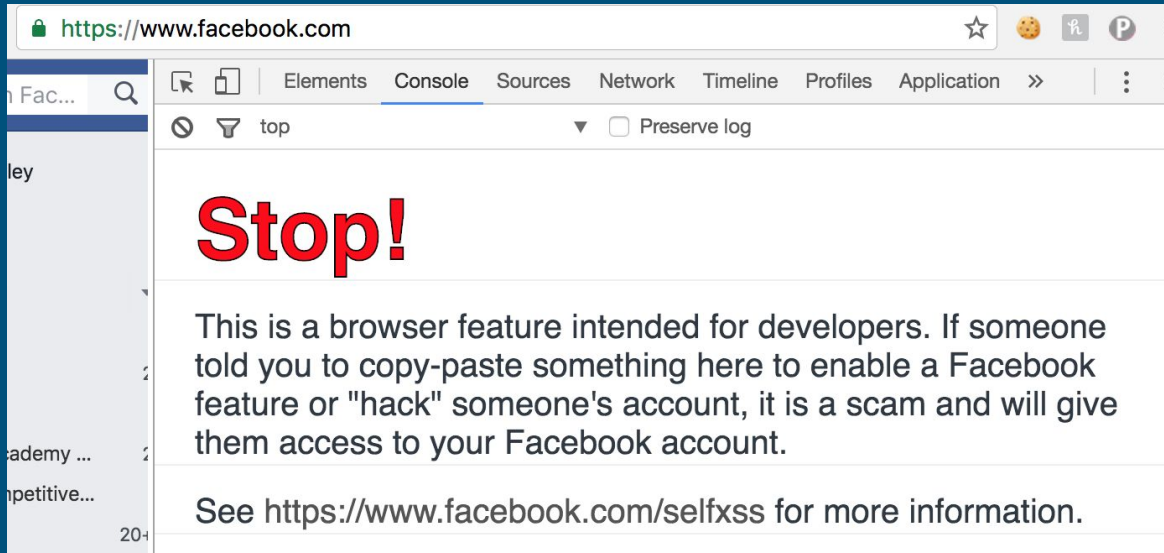 https://www.facebook.com
Elements Console Sources Network Timeline Profiles Application »
Fac...
top Preserve log
ley
Stop!
This is a browser feature intended for developers. If someone
told you to copy-paste something here to enable a Facebook
feature or "hack" someone's account, it is a scam and will give
them access to your Facebook account.
ademy ...
mpetitive...
See https://www.facebook.com/selfxss for more information.
20+